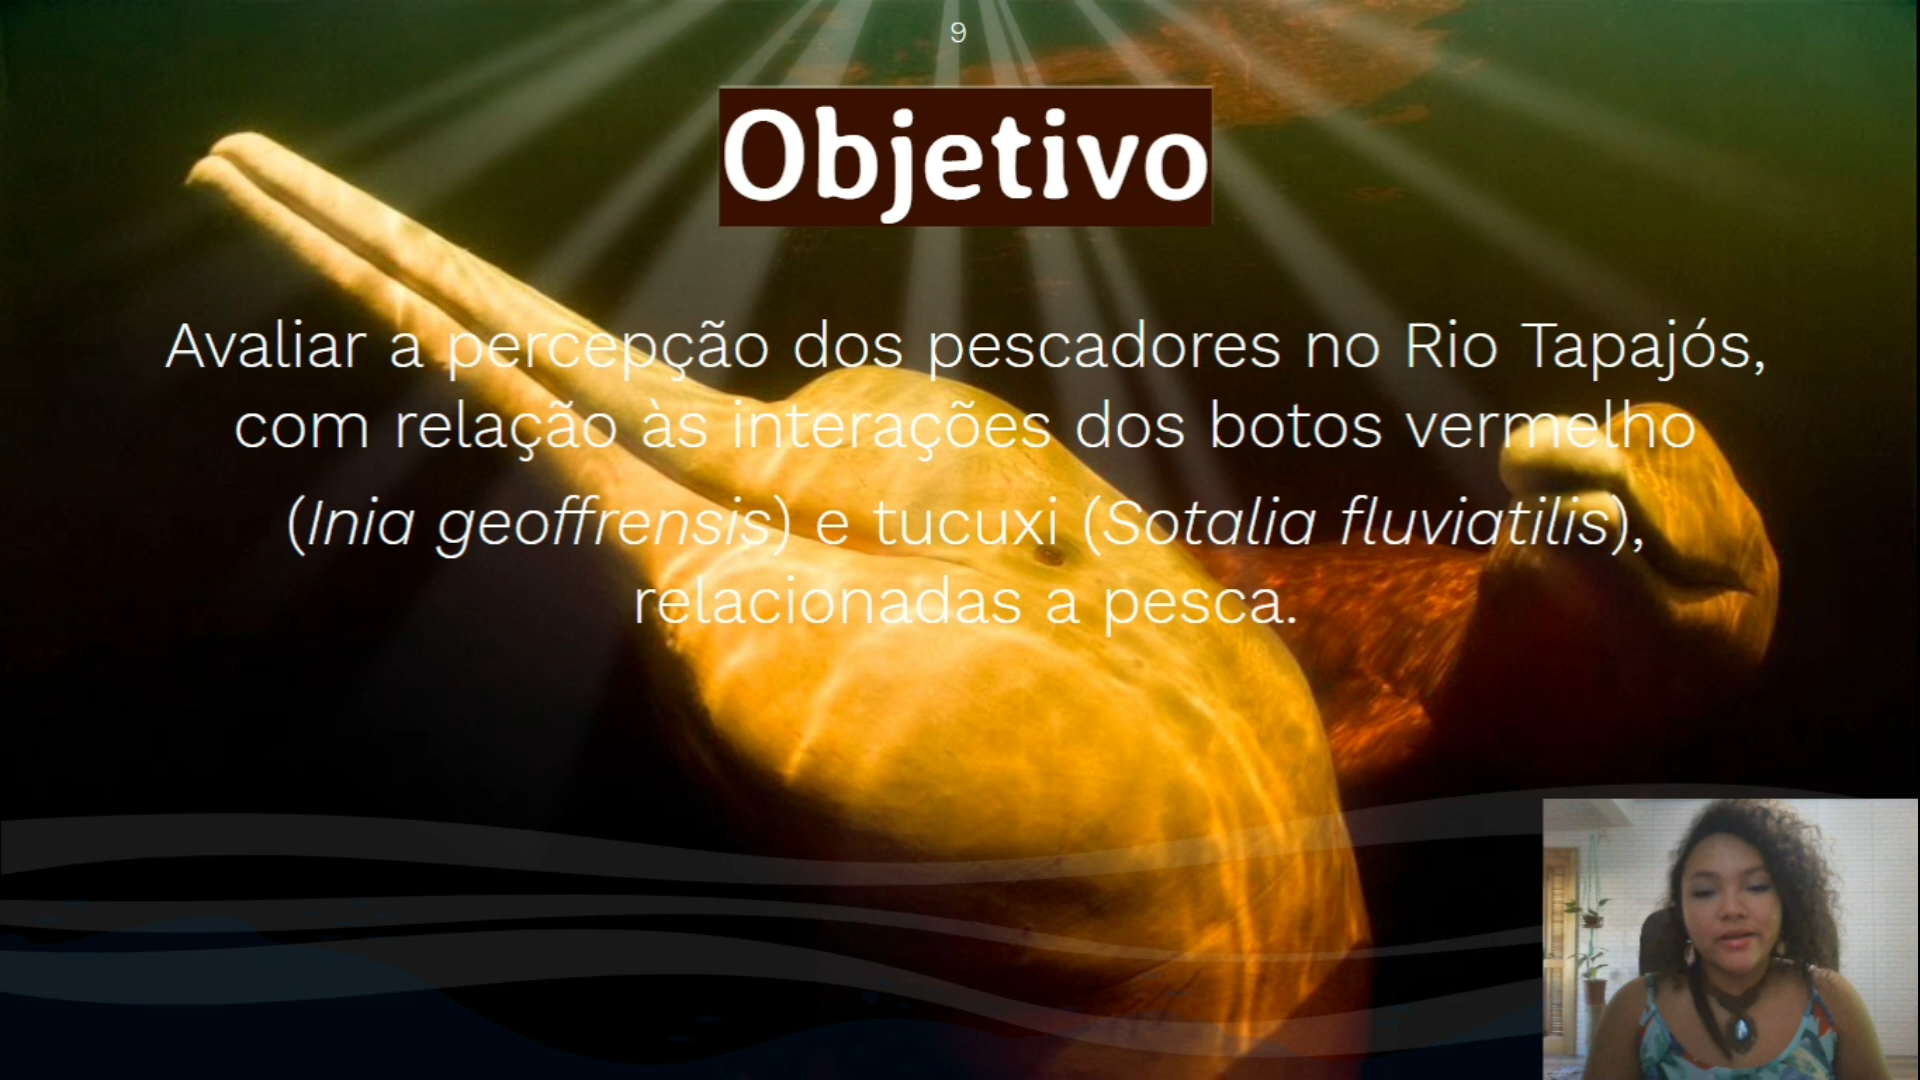 9
Objetivo
Avaliar a percepção dos pescadores no Rio Tapajós,
com relação às interações dos botos vermelho
(Inia geoffrensis) e tucuxi (Sotalia fluviatilis),
relacionadas a pesca.